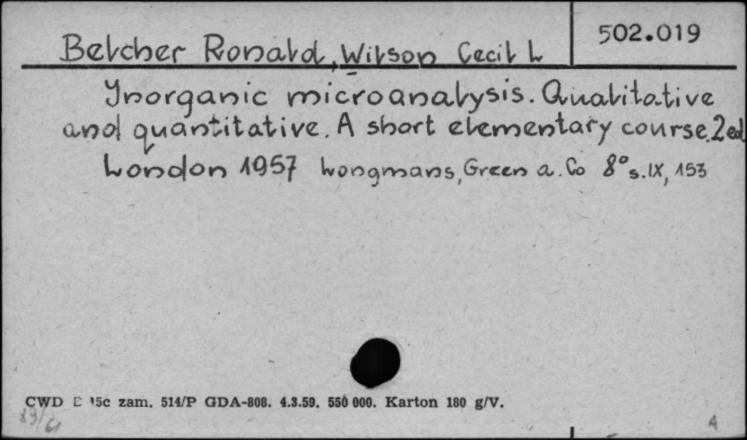 502.019
Belcher Ronald, Wilson Cecil L
Inorganic microanalysis. Qualitative
and quantitative. A short elementary course. 2ed
London 1957 Longmans, Green a. Co 8° s. IX, 153
CWD 15c zam. 514/P GDA-808. 4.3.59. 550 000. Karton 180 g/V.
4